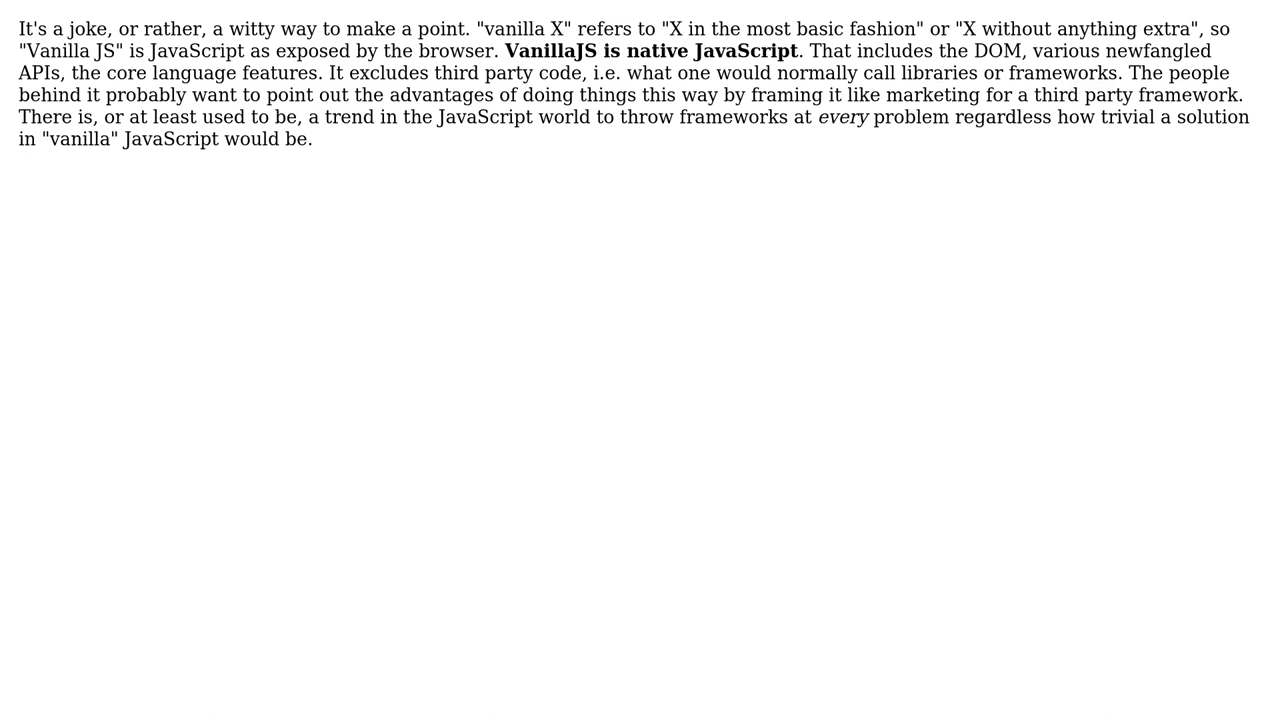 It's a joke, or rather, a witty way to make a point. "vanilla X" refers to "X in the most basic fashion" or "X without anything extra", so
"Vanilla JS" is JavaScript as exposed by the browser. VanillaJS is native JavaScript. That includes the DOM, various newfangled
APIs, the core language features. It excludes third party code, i.e. what one would normally call libraries or frameworks. The people
behind it probably want to point out the advantages of doing things this way by framing it like marketing for a third party framework.
There is, or at least used to be, a trend in the JavaScript world to throw frameworks at every problem regardless how trivial a solution
in "vanilla" JavaScript would be.